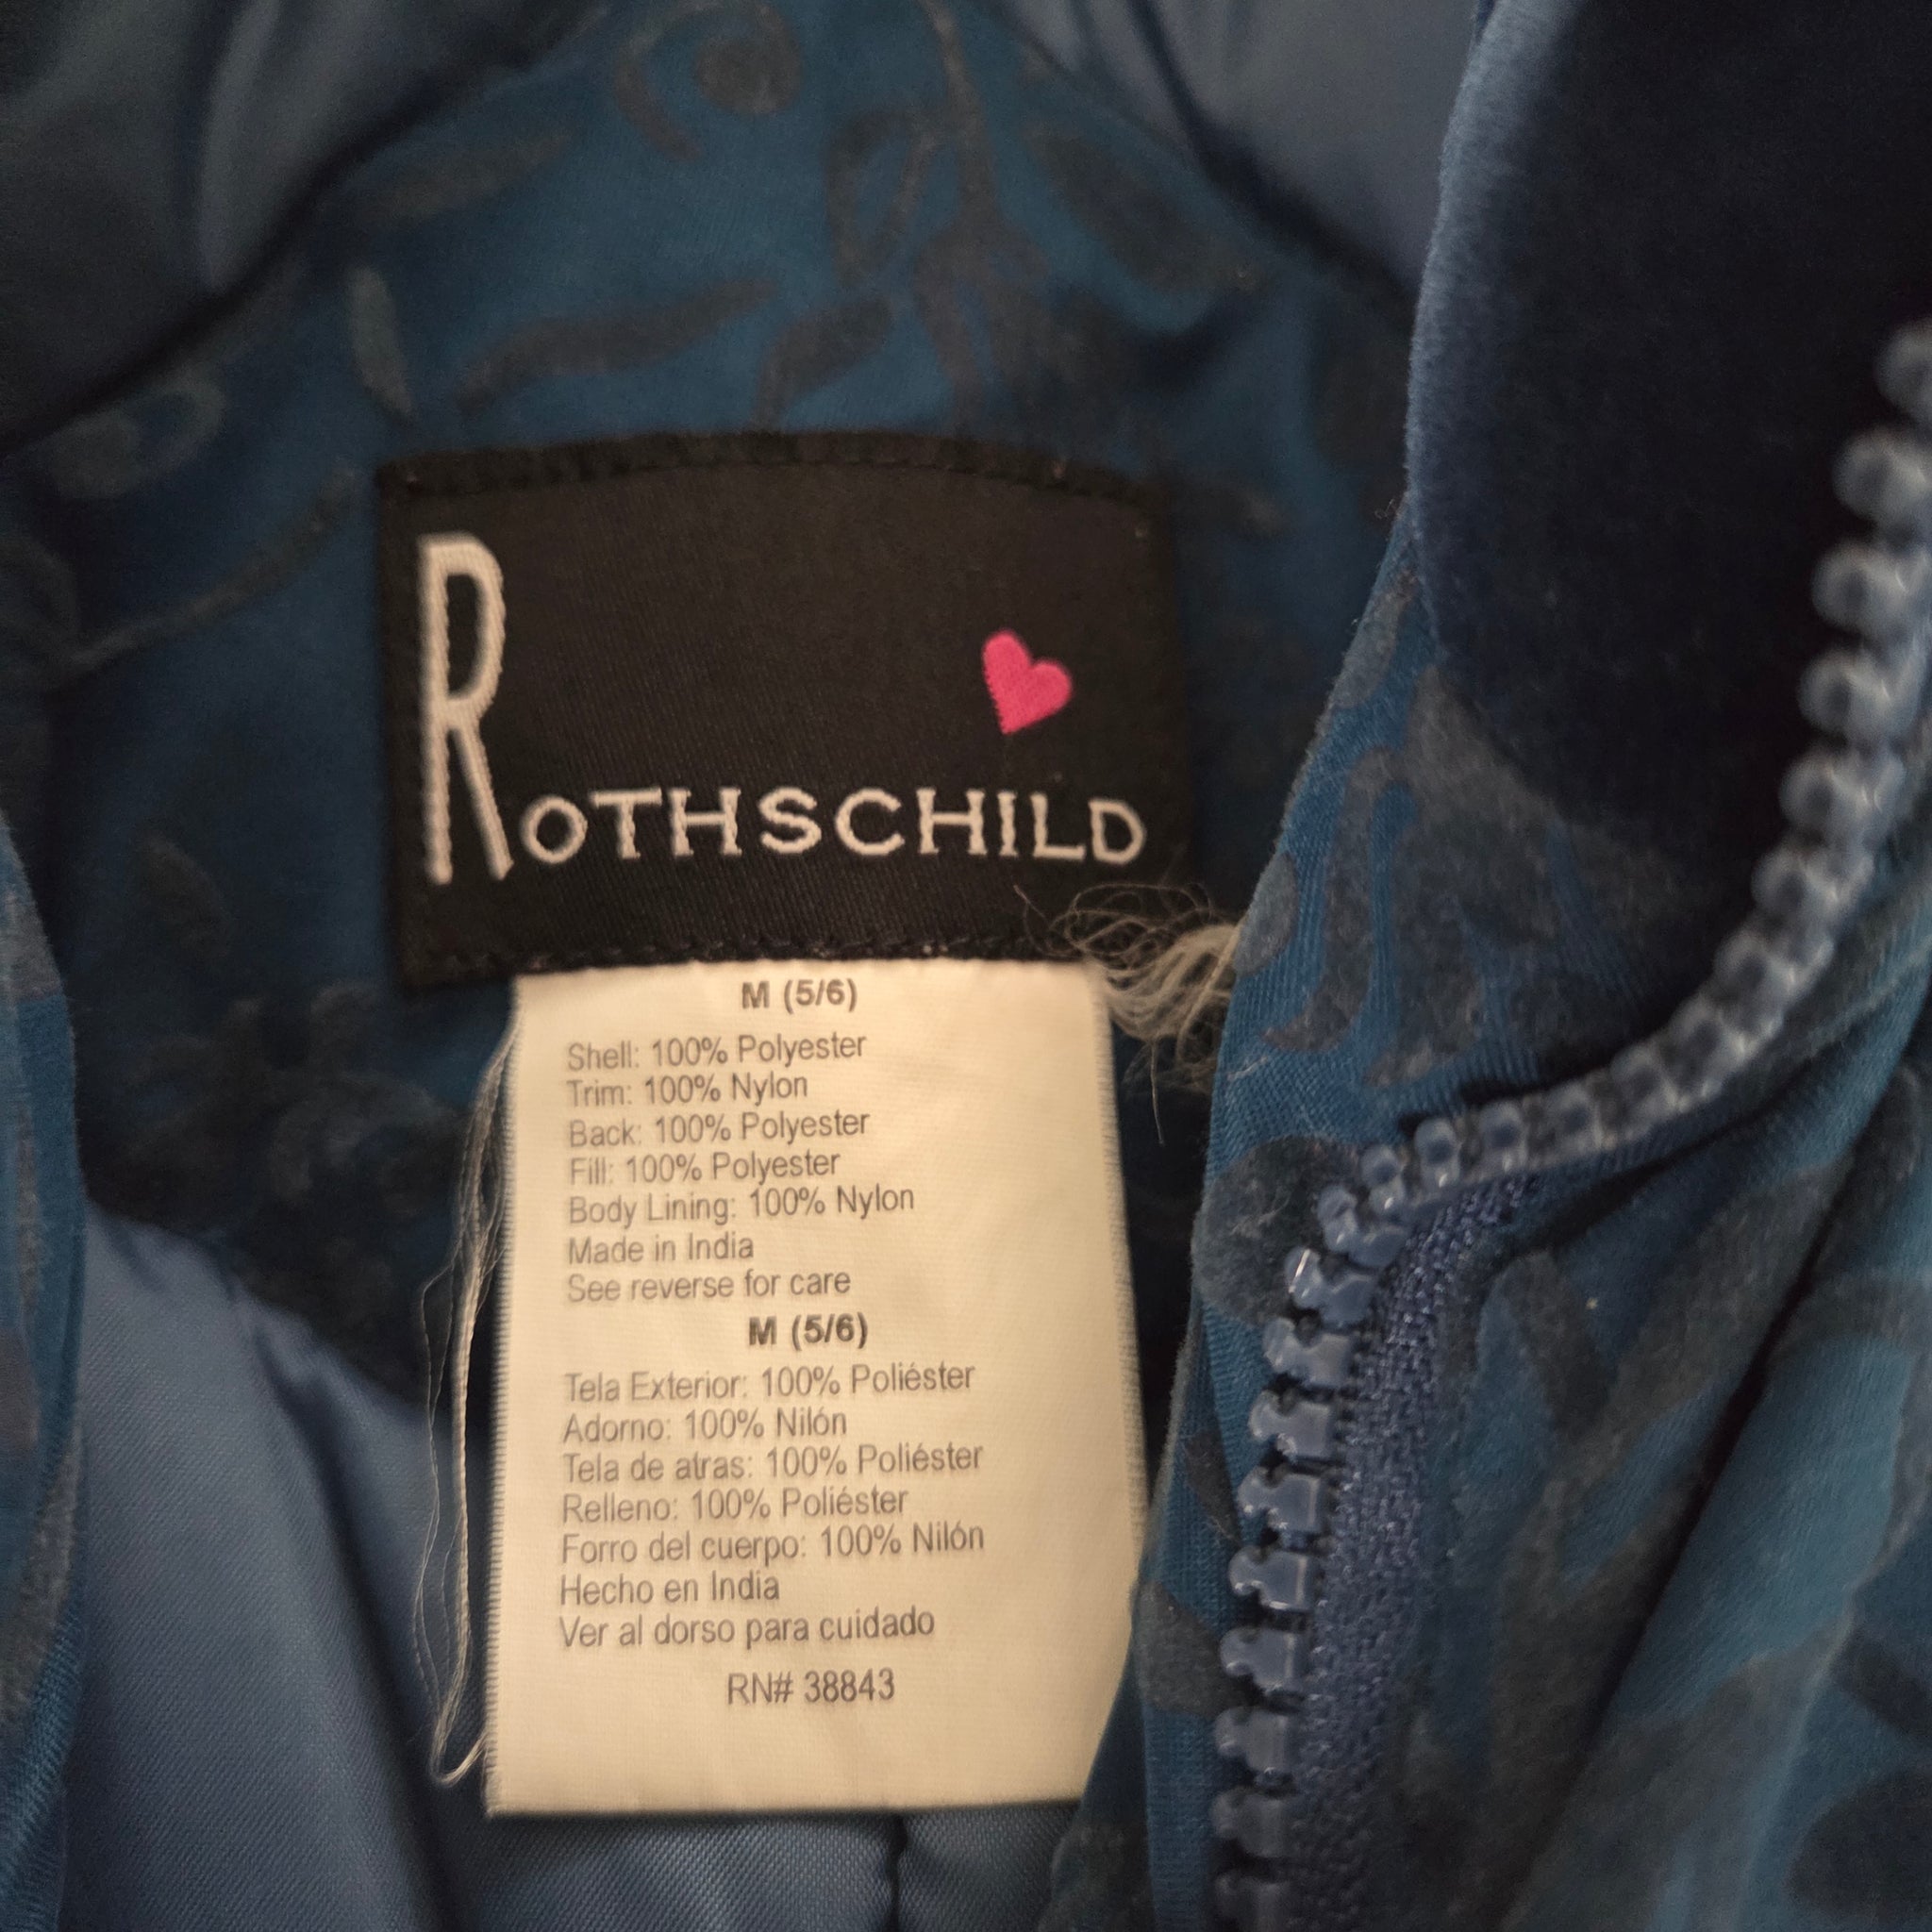 ROTHSCHILD
M (5/6)
Shell: 100% Polyester
Trim: 100% Nylon
Back: 100% Polyester
Fill: 100% Polyester
Body Lining: 100% Nylon
Made in India
See reverse for care
M (5/6)
Tela Exterior: 100% Poliéster
Adorno: 100% Nilón
Tela de atras: 100% Poliéster
Relleno: 100% Poliéster
Forro del cuerpo: 100% Nilón
Hecho en India
Ver al dorso para cuidado
RN# 38843